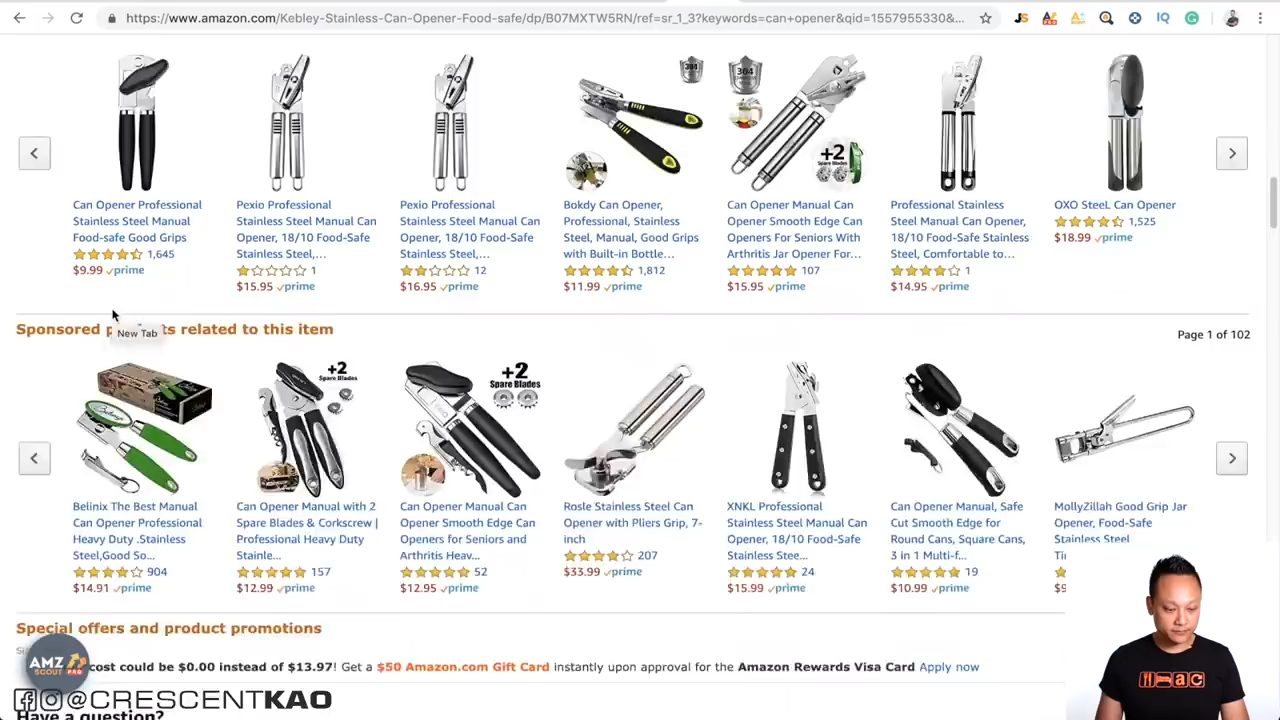 https://www.amazon.com/Kebley-Stainless-Can-Opener-Food-safe/dp/B07MXTW5RN/ref=sr_1_3?keywords=can+opener&qid=1557955330&...
JS
IQ
304
304
+2
Spare Blades
Can Opener Professional
Stainless Steel Manual
Food-safe Good Grips
1,645
$9.99 prime
Pexio Professional
Stainless Steel Manual Can
Opener, 18/10 Food-Safe
Stainless Steel,...
1
$15.95 prime
Pexio Professional
Stainless Steel Manual Can
Opener, 18/10 Food-Safe
Stainless Steel,...
12
$16.95 prime
Bokdy Can Opener,
Professional, Stainless
Steel, Manual, Good Grips
with Built-in Bottle...
1,812
$11.99 prime
Can Opener Manual Can
Opener Smooth Edge Can
Openers For Seniors With
Arthritis Jar Opener For...
107
$15.95 prime
Professional Stainless
Steel Manual Can Opener,
18/10 Food-Safe Stainless
Steel, Comfortable to...
1
$14.95 prime
OXO SteeL Can Opener
1,525
$18.99 prime
Sponsored p ts related to this item
New Tab
Page 1 of 102
+2
Spare Blades
+2
Spare Blades
Belinix The Best Manual
Can Opener Professional
Heavy Duty .Stainless
Steel,Good So...
904
$14.91 prime
Can Opener Manual with 2
Spare Blades & Corkscrew |
Professional Heavy Duty
Stainle...
157
$12.99 prime
Can Opener Manual Can
Opener Smooth Edge Can
Openers for Seniors and
Arthritis Heav...
52
$12.95 prime
Rosle Stainless Steel Can
Opener with Pliers Grip, 7-
inch
207
$33.99 prime
XNKL Professional
Stainless Steel Manual Can
Opener, 18/10 Food-Safe
Stainless Stee...
24
$15.99 prime
Can Opener Manual, Safe
Cut Smooth Edge for
Round Cans, Square Cans,
3 in 1 Multi-f...
19
$10.99 prime
MollyZillah Good Grip Jar
Opener, Food-Safe
Stainless Steel
Special offers and product promotions
cost could be $0.00 instead of $13.97! Get a $50 Amazon.com Gift Card instantly upon approval for the Amazon Rewards Visa Card Apply now
AMZ
SCOUT PRO
@CRESCENTKAO
Have a question?